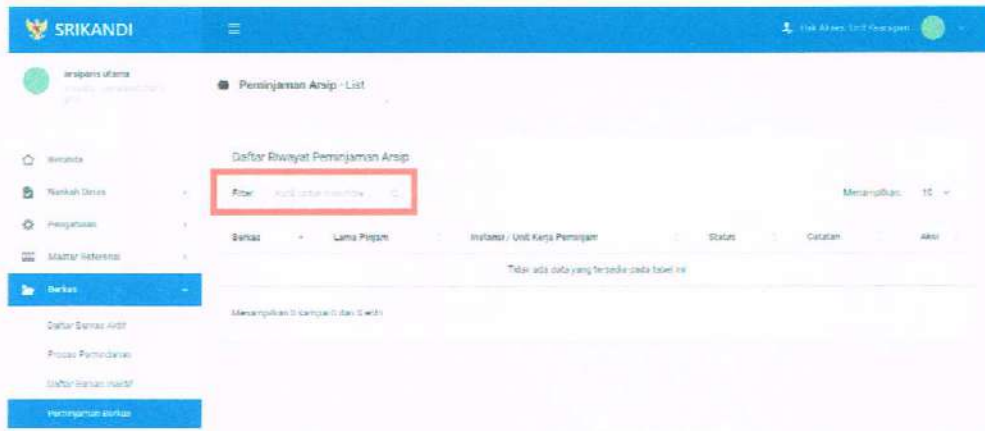 SRIKANDI
Hak Akses: Unit Kearsipan
arsiparis utama
Peminjaman Arsip - List
Beranda
Naskah Dinas
Pengaturan
Master Referensi
Berkas
Daftar Berkas Aktif
Proses Pemindahan
Daftar Berkas Inaktif
Peminjaman Berkas
Daftar Riwayat Peminjaman Arsip
Filter:
Menampilkan: 10
Berkas Lama Pinjam Instansi / Unit Kerja Peminjam Status Catatan Aksi
Tidak ada data yang tersedia pada tabel ini
Menampilkan 0 sampai 0 dari 0 entri